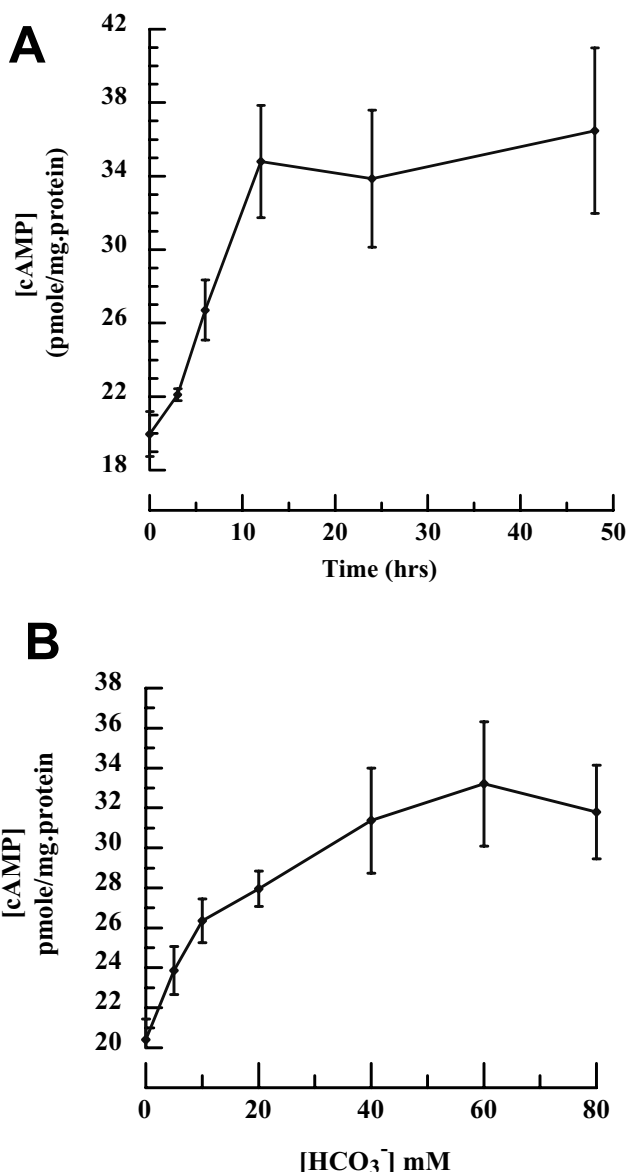 A
42
38
34
30
26
22
18
[cAMP]
(pmole/mg.protein)
0 10 20 30 40 50
Time (hrs)
B
38
36
34
32
30
28
26
24
22
20
[cAMP]
pmole/mg.protein
0 20 40 60 80
[HCO₃⁻] mM